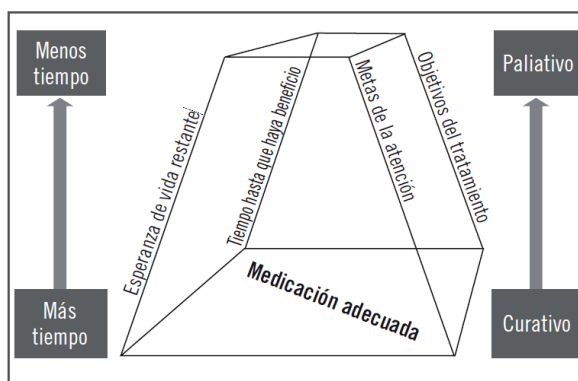 Menos
tiempo
Más
tiempo
Esperanza de vida restante
Tiempo hasta que haya beneficio
Metas de la atención
Objetivos del tratamiento
Medicación adecuada
Paliativo
Curativo